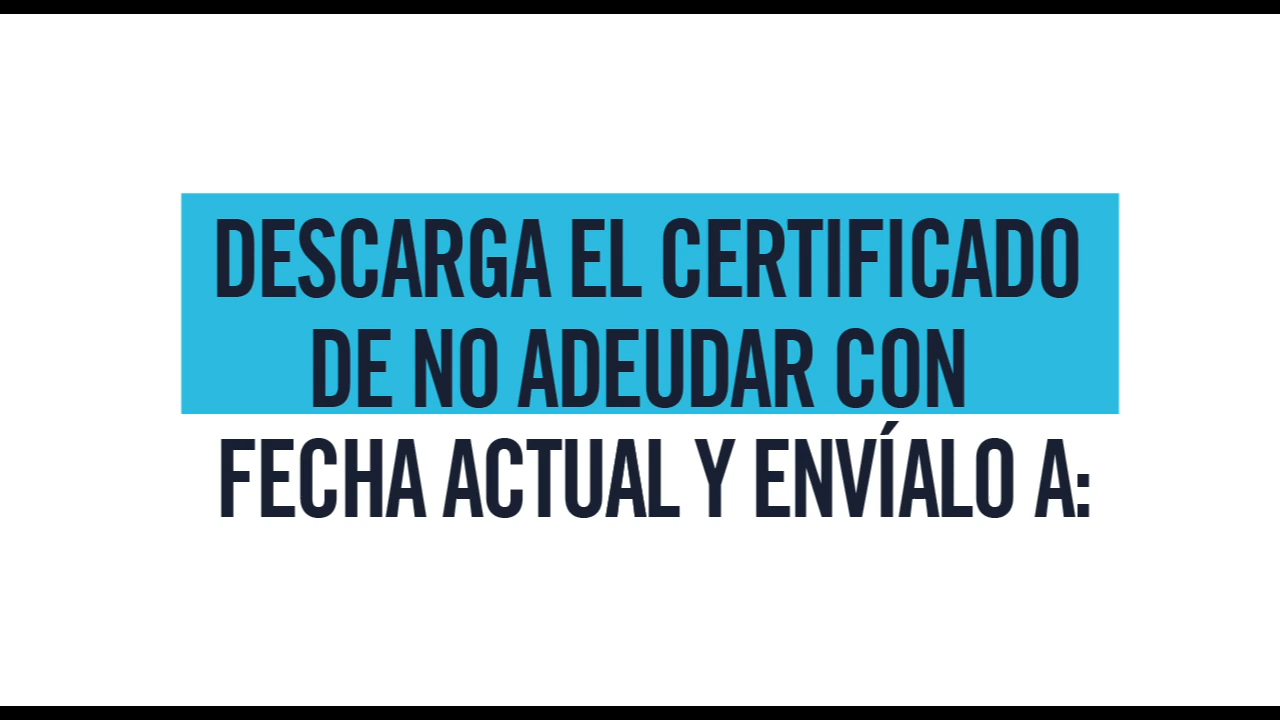 DESCARGA EL CERTIFICADO
DE NO ADEUDAR CON
FECHA ACTUAL Y ENVÍALO A: